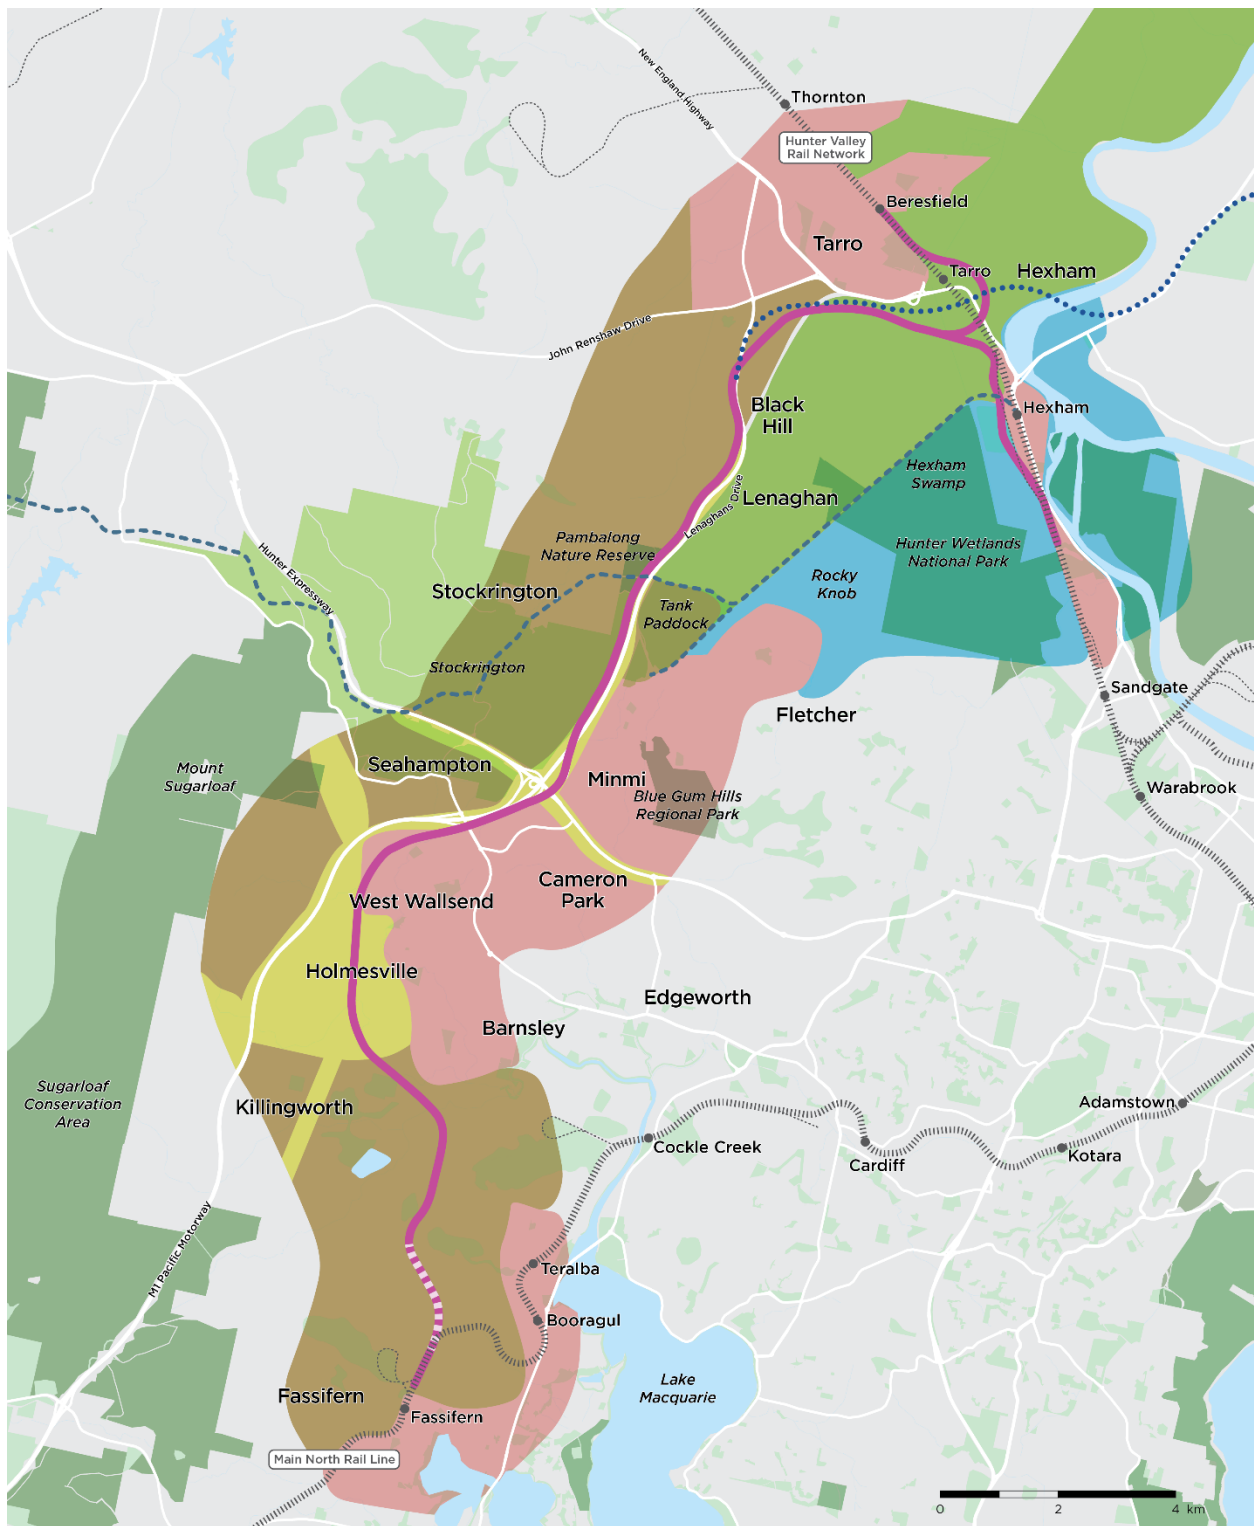 New England Highway
Thornton
Hunter Valley
Rail Network
Beresfield
Tarro
Tarro
Hexham
John Renshaw Drive
Black
Hill
Hexham
Hexham
Swamp
Lenaghan
Lenaghans Drive
Pambalong
Nature Reserve
Hunter Wetlands
National Park
Hunter Expressway
Stockrington
Rocky
Knob
Tank
Paddock
Stockrington
Sandgate
Fletcher
Seahampton
Mount
Sugarloaf
Minmi
Blue Gum Hills
Regional Park
Warabrook
Cameron
Park
West Wallsend
Holmesville
Edgeworth
Barnsley
Sugarloaf
Conservation
Area
Killingworth
Adamstown
Cockle Creek
Cardiff
Kotara
M1 Pacific Motorway
Teralba
Booragul
Lake
Macquarie
Fassifern
Fassifern
Main North Rail Line
0 2 4 km